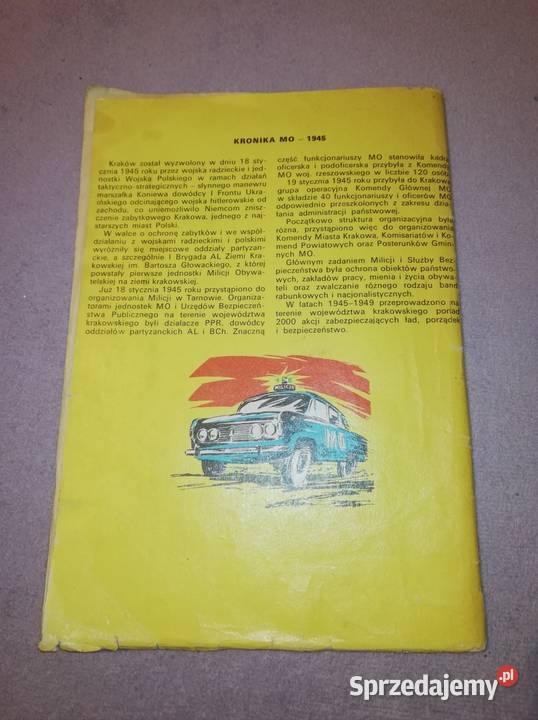 KRONIKA MO – 1945
Kraków został wyzwolony w dniu 18 sty-
cznia 1945 roku przez wojska radzieckie i jed-
nostki Wojska Polskiego w ramach działań
taktyczno-strategicznych – słynnego manewru
marszałka Koniewa dowódcy I Frontu Ukra-
ińskiego odcinającego wojska hitlerowskie od
zachodu, co uniemożliwiło Niemcom znisz-
czenie zabytkowego Krakowa, jednego z naj-
starszych miast Polski.
W walce o ochronę zabytków i we współ-
działaniu z wojskami radzieckimi i polskimi
wyróżniły się miejscowe oddziały partyzanc-
kie, a szczególnie I Brygada AL Ziemi Kra-
kowskiej im. Bartosza Głowackiego, z której
powstały pierwsze jednostki Milicji Obywa-
telskiej na ziemi krakowskiej.
Już 18 stycznia 1945 roku przystąpiono do
organizowania Milicji w Tarnowie. Organiza-
torami jednostek MO i Urzędów Bezpieczeń-
stwa Publicznego na terenie województwa
krakowskiego byli działacze PPR, dowódcy
oddziałów partyzanckich AL i BCh. Znaczną
część funkcjonariuszy MO stanowiła kadra
oficerska i podoficerska przybyła z Komendy
MO woj. rzeszowskiego w liczbie 120 osób.
19 stycznia 1945 roku przybyła do Krakowa
grupa operacyjna Komendy Głównej MO
w składzie 40 funkcjonariuszy i oficerów MO
odpowiednio przeszkolonych z zakresu dzia-
łania administracji państwowej.
Początkowo struktura organizacyjna była
różna, przystąpiono więc do organizowania
Komendy Miasta Krakowa, Komisariatów i Ko-
mend Powiatowych oraz Posterunków Gmin-
nych MO.
Głównym zadaniem Milicji i Służby Bez-
pieczeństwa była ochrona obiektów państwo-
wych, zakładów pracy, mienia i życia obywa-
teli oraz zwalczanie różnego rodzaju band
rabunkowych i nacjonalistycznych.
W latach 1945–1949 przeprowadzono na
terenie województwa krakowskiego ponad
2000 akcji zabezpieczających ład, porządek
i bezpieczeństwo.
MILICJA
MO
Sprzedajemy.pl